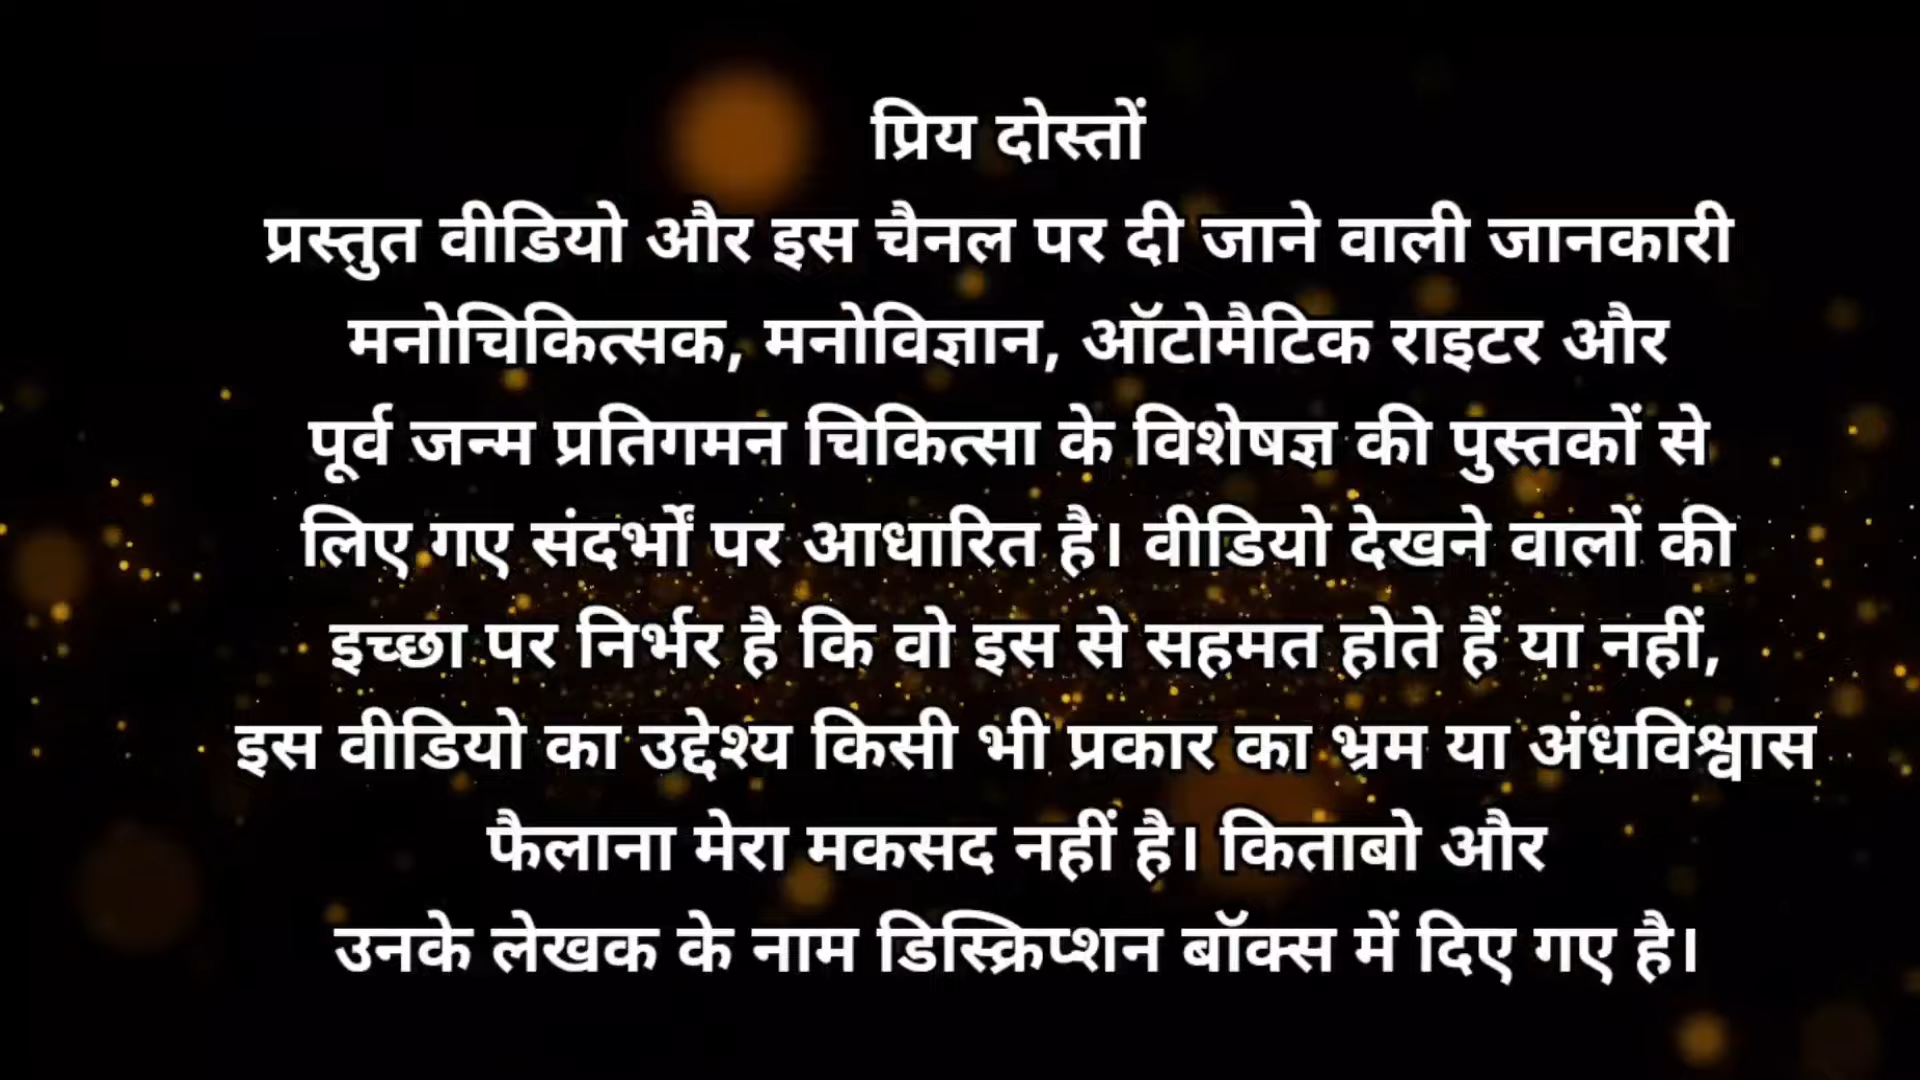 प्रिय दोस्तों
प्रस्तुत वीडियो और इस चैनल पर दी जाने वाली जानकारी
मनोचिकित्सक, मनोविज्ञान, ऑटोमैटिक राइटर और
पूर्व जन्म प्रतिगमन चिकित्सा के विशेषज्ञ की पुस्तकों से
लिए गए संदर्भों पर आधारित है। वीडियो देखने वालों की
इच्छा पर निर्भर है कि वो इस से सहमत होते हैं या नहीं,
इस वीडियो का उद्देश्य किसी भी प्रकार का भ्रम या अंधविश्वास
फैलाना मेरा मकसद नहीं है। किताबो और
उनके लेखक के नाम डिस्क्रिप्शन बॉक्स में दिए गए है।